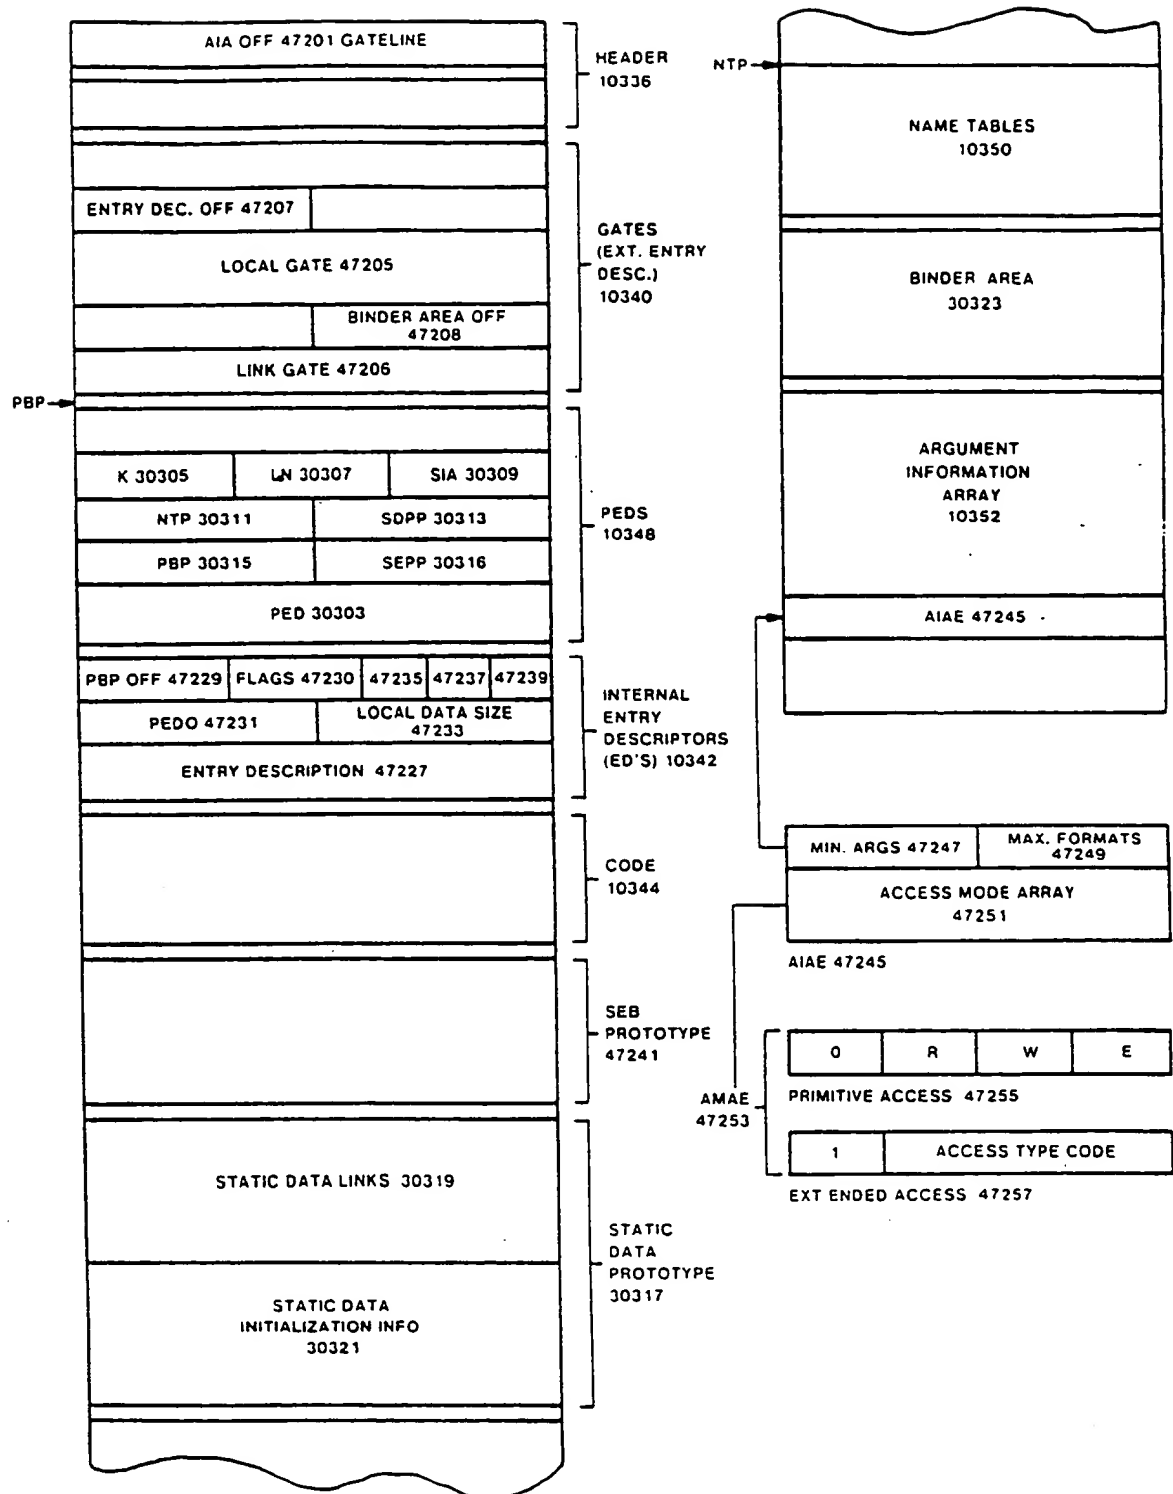 AIA OFF 47201 GATELINE
HEADER
10336
ENTRY DEC. OFF 47207
LOCAL GATE 47205
BINDER AREA OFF
47208
LINK GATE 47206
GATES
(EXT. ENTRY
DESC.)
10340
PBP
K 30305
LN 30307
SIA 30309
NTP 30311
SDPP 30313
PBP 30315
SEPP 30316
PED 30303
PEDS
10348
PBP OFF 47229
FLAGS 47230
47235
47237
47239
PEDO 47231
LOCAL DATA SIZE
47233
ENTRY DESCRIPTION 47227
INTERNAL
ENTRY
DESCRIPTORS
(ED'S) 10342
CODE
10344
SEB
PROTOTYPE
47241
STATIC DATA LINKS 30319
STATIC DATA
INITIALIZATION INFO
30321
STATIC
DATA
PROTOTYPE
30317
NTP
NAME TABLES
10350
BINDER AREA
30323
ARGUMENT
INFORMATION
ARRAY
10352
AIAE 47245
MIN. ARGS 47247
MAX. FORMATS
47249
ACCESS MODE ARRAY
47251
AIAE 47245
AMAE
47253
0 R W E
PRIMITIVE ACCESS 47255
1 ACCESS TYPE CODE
EXT ENDED ACCESS 47257